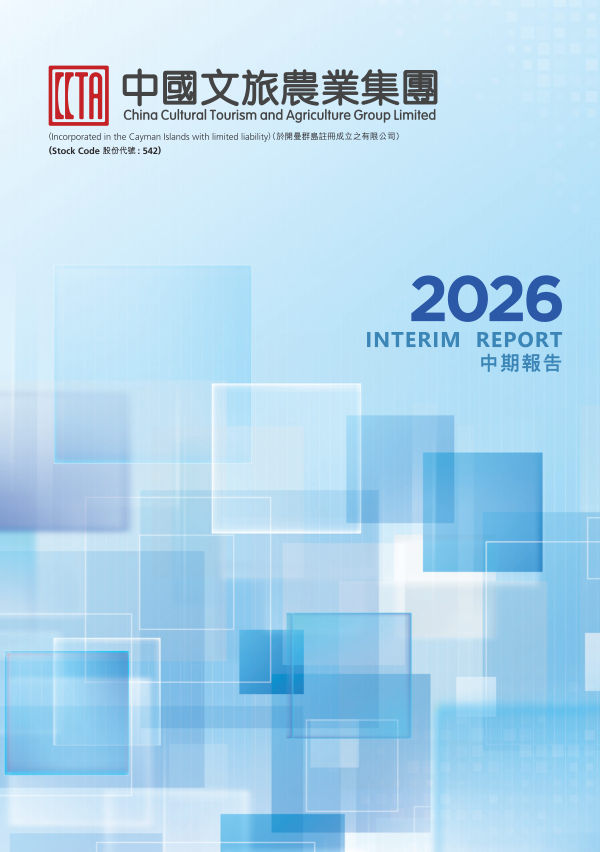 CCTA
中國文旅農業集團
China Cultural Tourism and Agriculture Group Limited
(Incorporated in the Cayman Islands with limited liability)(於開曼群島註冊成立之有限公司)
(Stock Code 股份代號 : 542)
2026
INTERIM REPORT
中期報告